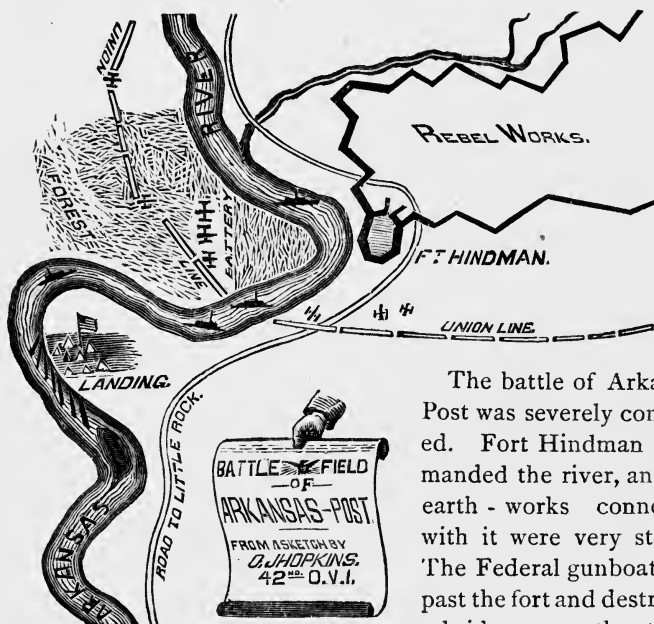 UNION
RIVER
REBEL WORKS.
FOREST
BATTERY
LINE
FT HINDMAN.
UNION LINE.
LANDING.
ROAD TO LITTLE ROCK.
ARKANSAS
BATTLE FIELD
—OF—
ARKANSAS-POST.
FROM A SKETCH BY
O.J HOPKINS.
42ND. O.V.I.
The battle of Arka
Post was severely con
ed. Fort Hindman
manded the river, an
earth - works conne
with it were very st
The Federal gunboat
past the fort and destr